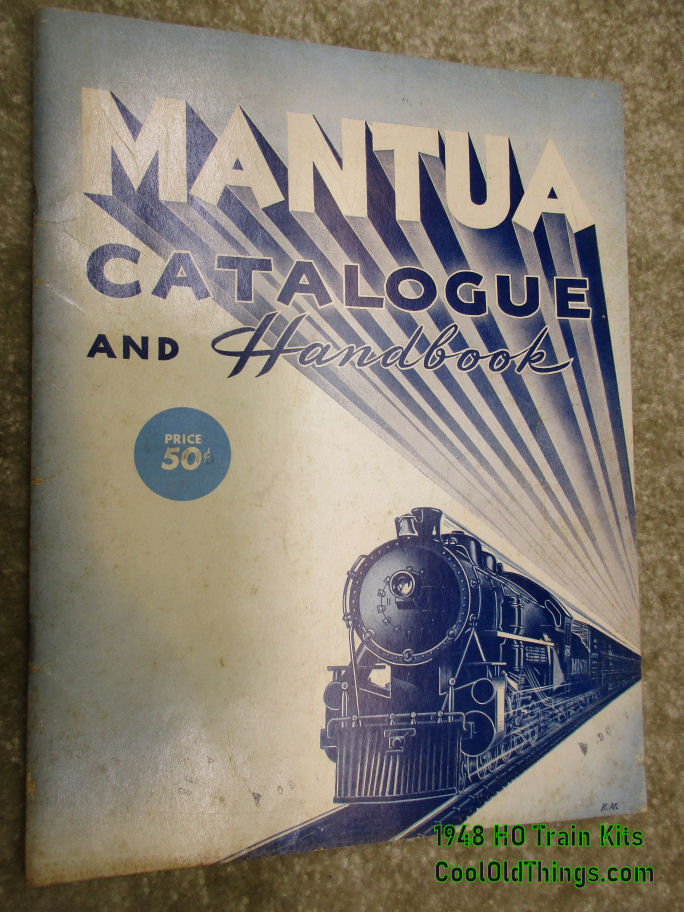 MANTUA
CATALOGUE
AND Handbook
PRICE
50¢
R.M.
1948 HO Train Kits
CoolOldThings.com